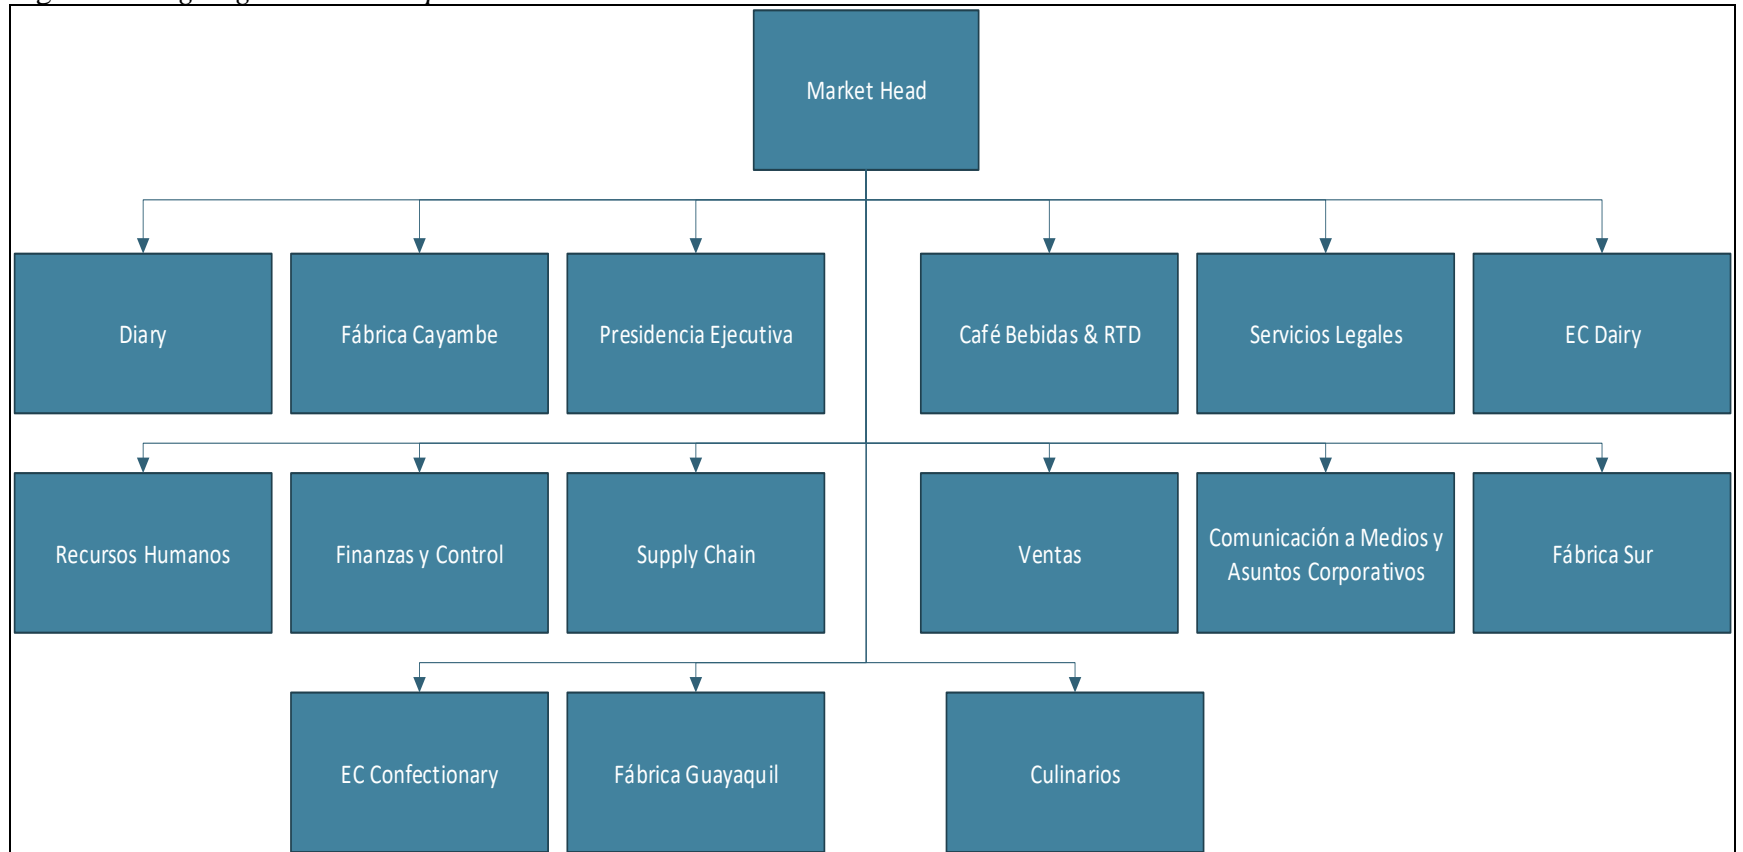 Market Head
Diary
Fábrica Cayambe
Presidencia Ejecutiva
Café Bebidas & RTD
Servicios Legales
EC Dairy
Recursos Humanos
Finanzas y Control
Supply Chain
Ventas
Comunicación a Medios y
Asuntos Corporativos
Fábrica Sur
EC Confectionary
Fábrica Guayaquil
Culinarios